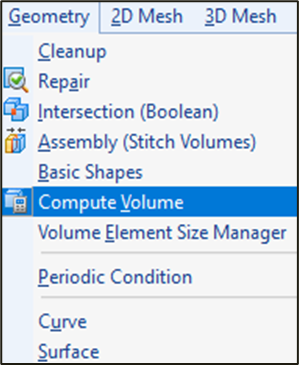 Geometry 2D Mesh 3D Mesh
Cleanup
Repair
Intersection (Boolean)
Assembly (Stitch Volumes)
Basic Shapes
Compute Volume
Volume Element Size Manager
Periodic Condition
Curve
Surface